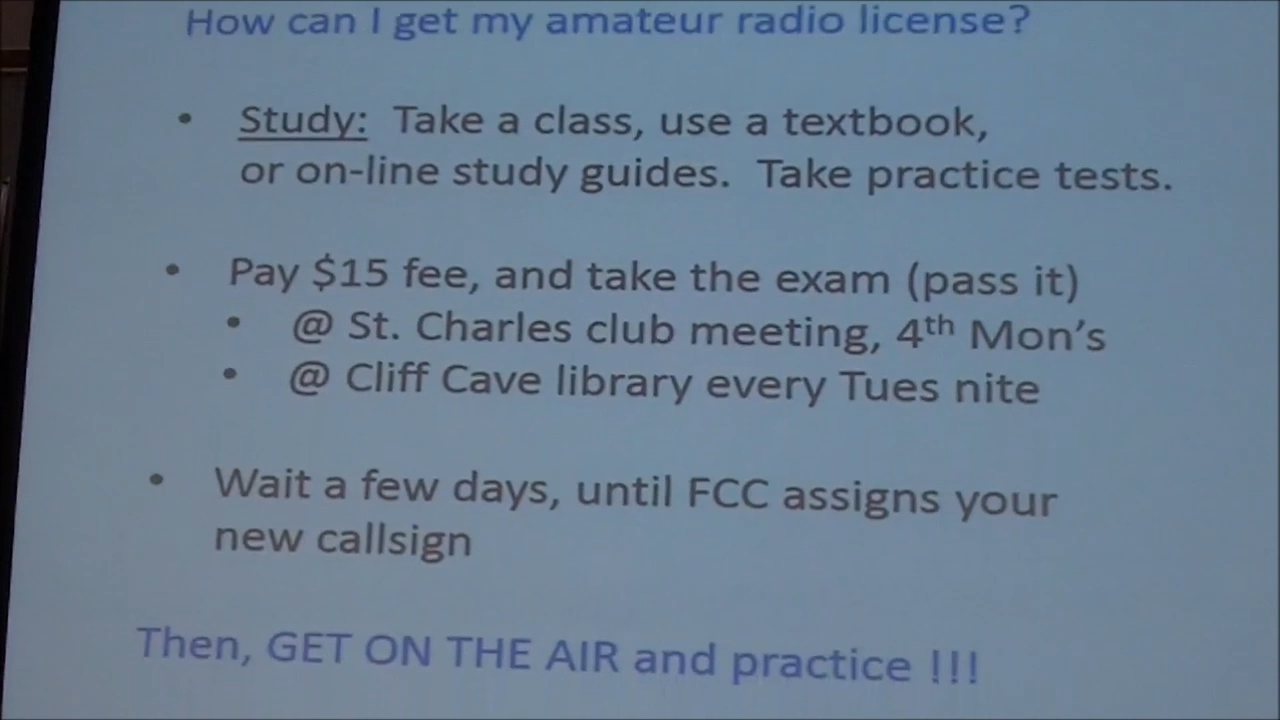 How can I get my amateur radio license?
• Study: Take a class, use a textbook,
or on-line study guides. Take practice tests.
• Pay $15 fee, and take the exam (pass it)
• @ St. Charles club meeting, 4th Mon's
• @ Cliff Cave library every Tues nite
• Wait a few days, until FCC assigns your
new callsign
Then, GET ON THE AIR and practice !!!